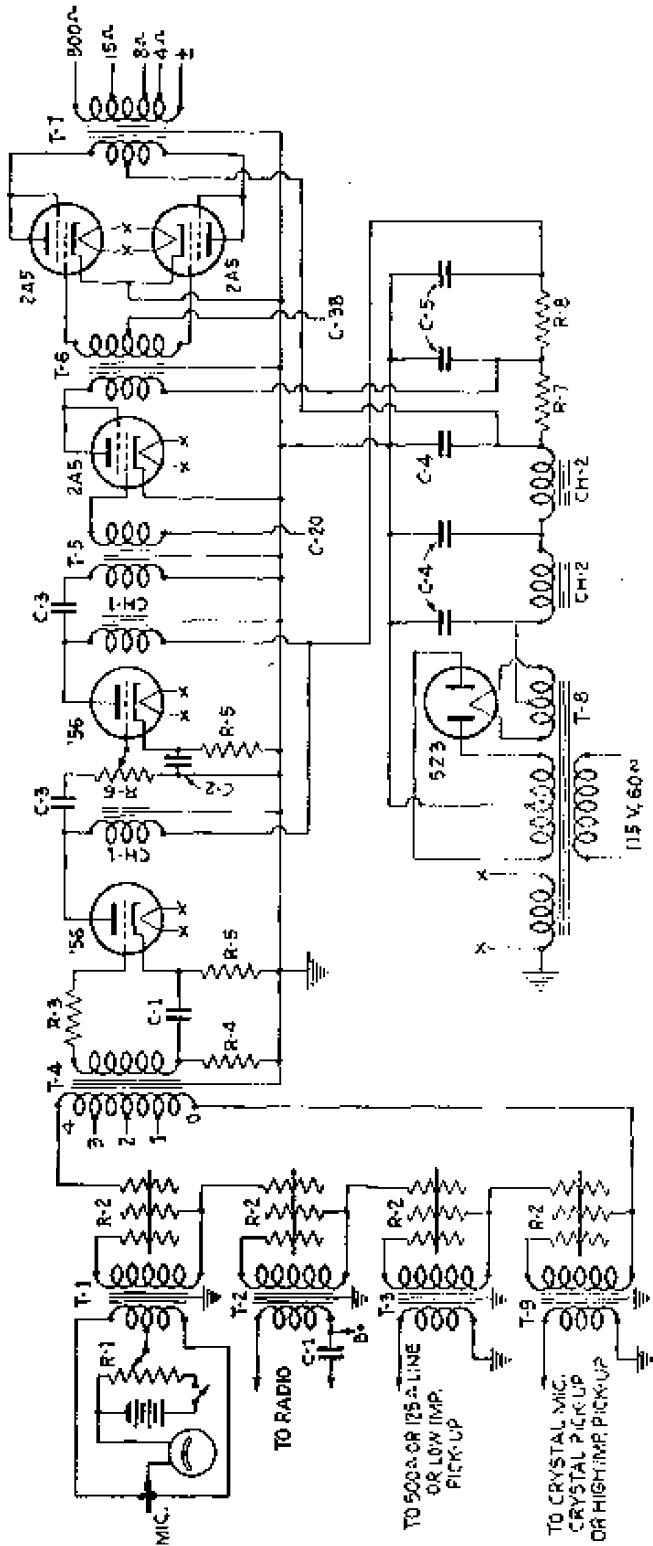 T-1
R-1
MIC.
R-2
TO RADIO
T-2
C-1
B+
R-2
TO 500Ω OR 125Ω LINE
OR LOW IMP.
PICK-UP
T-3
R-2
TO CRYSTAL MIC.
CRYSTAL PICK-UP
OR HIGH IMP. PICK-UP
T-9
R-2
T-4
4
3
2
1
0
R-3
C-1
R-4
R-5
'56
X
X
C-3
CH-1
R-6
C-2
R-5
'56
X
X
C-3
CH-1
T-5
C-20
2A5
X
X
T-6
C-38
2A5
X
X
2A5
T-7
500Ω
15Ω
8Ω
4Ω
±
X
X
5Z3
T-8
115 V. 60~
C-4
CH-2
C-4
CH-2
R-7
C-5
R-8